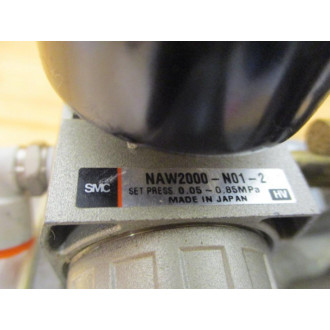 SMC
NAW2000-N01-2
SET PRESS. 0.05~0.85MPa
MADE IN JAPAN
HV